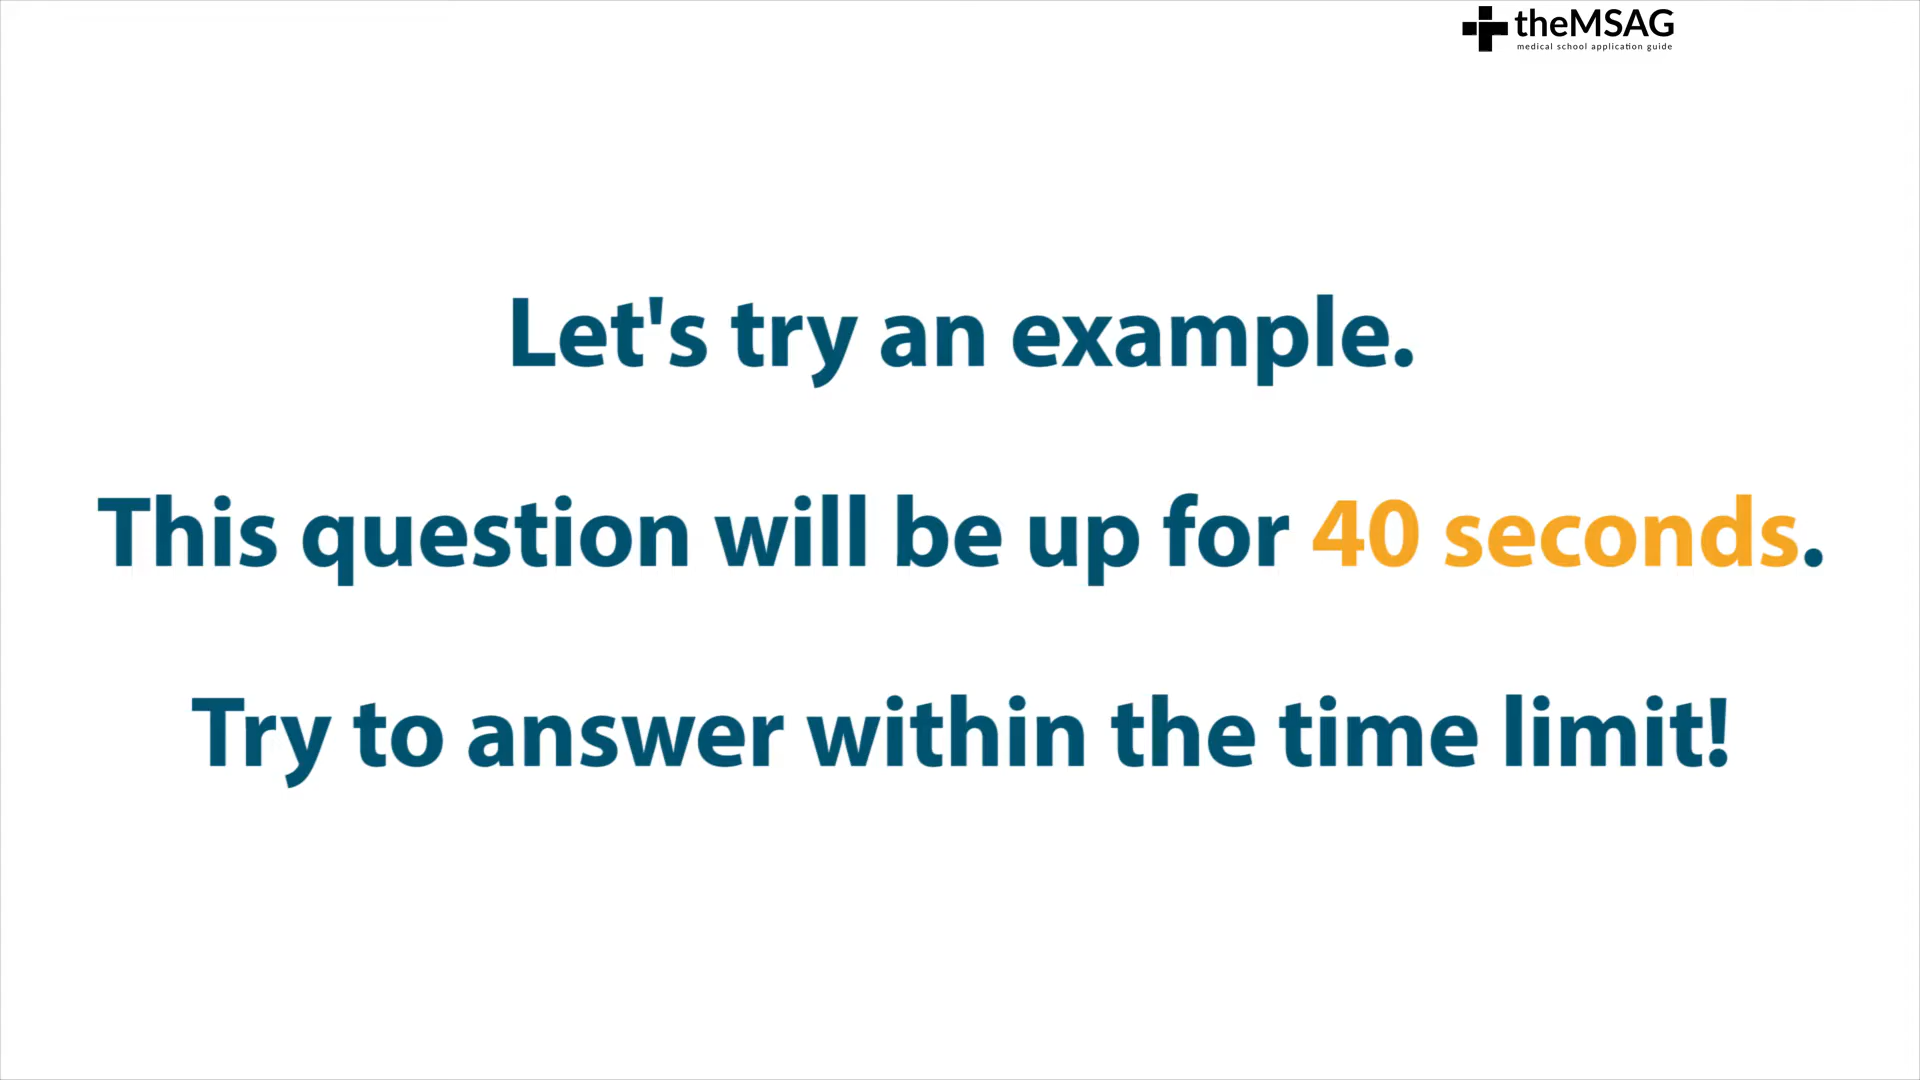 theMSAG
medical school application guide
Let's try an example.
This question will be up for 40 seconds.
Try to answer within the time limit!